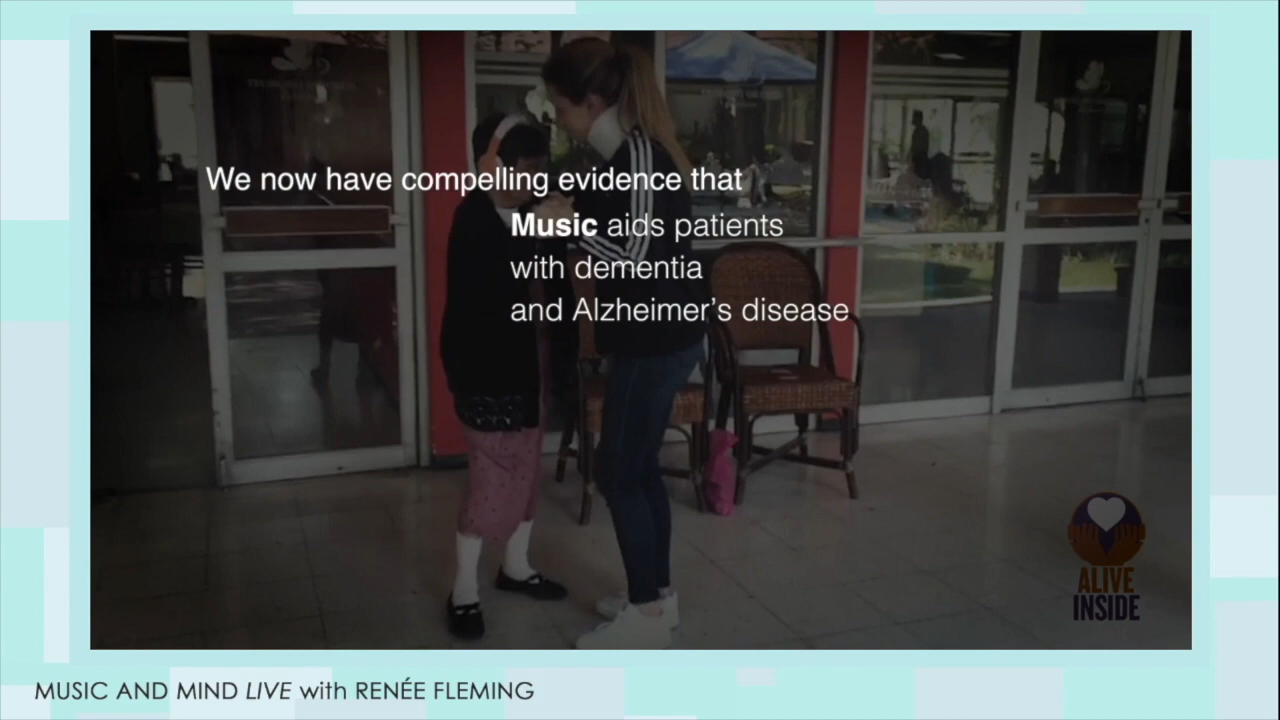 We now have compelling evidence that
Music aids patients
with dementia
and Alzheimer’s disease
ALIVE
INSIDE
MUSIC AND MIND LIVE with RENÉE FLEMING